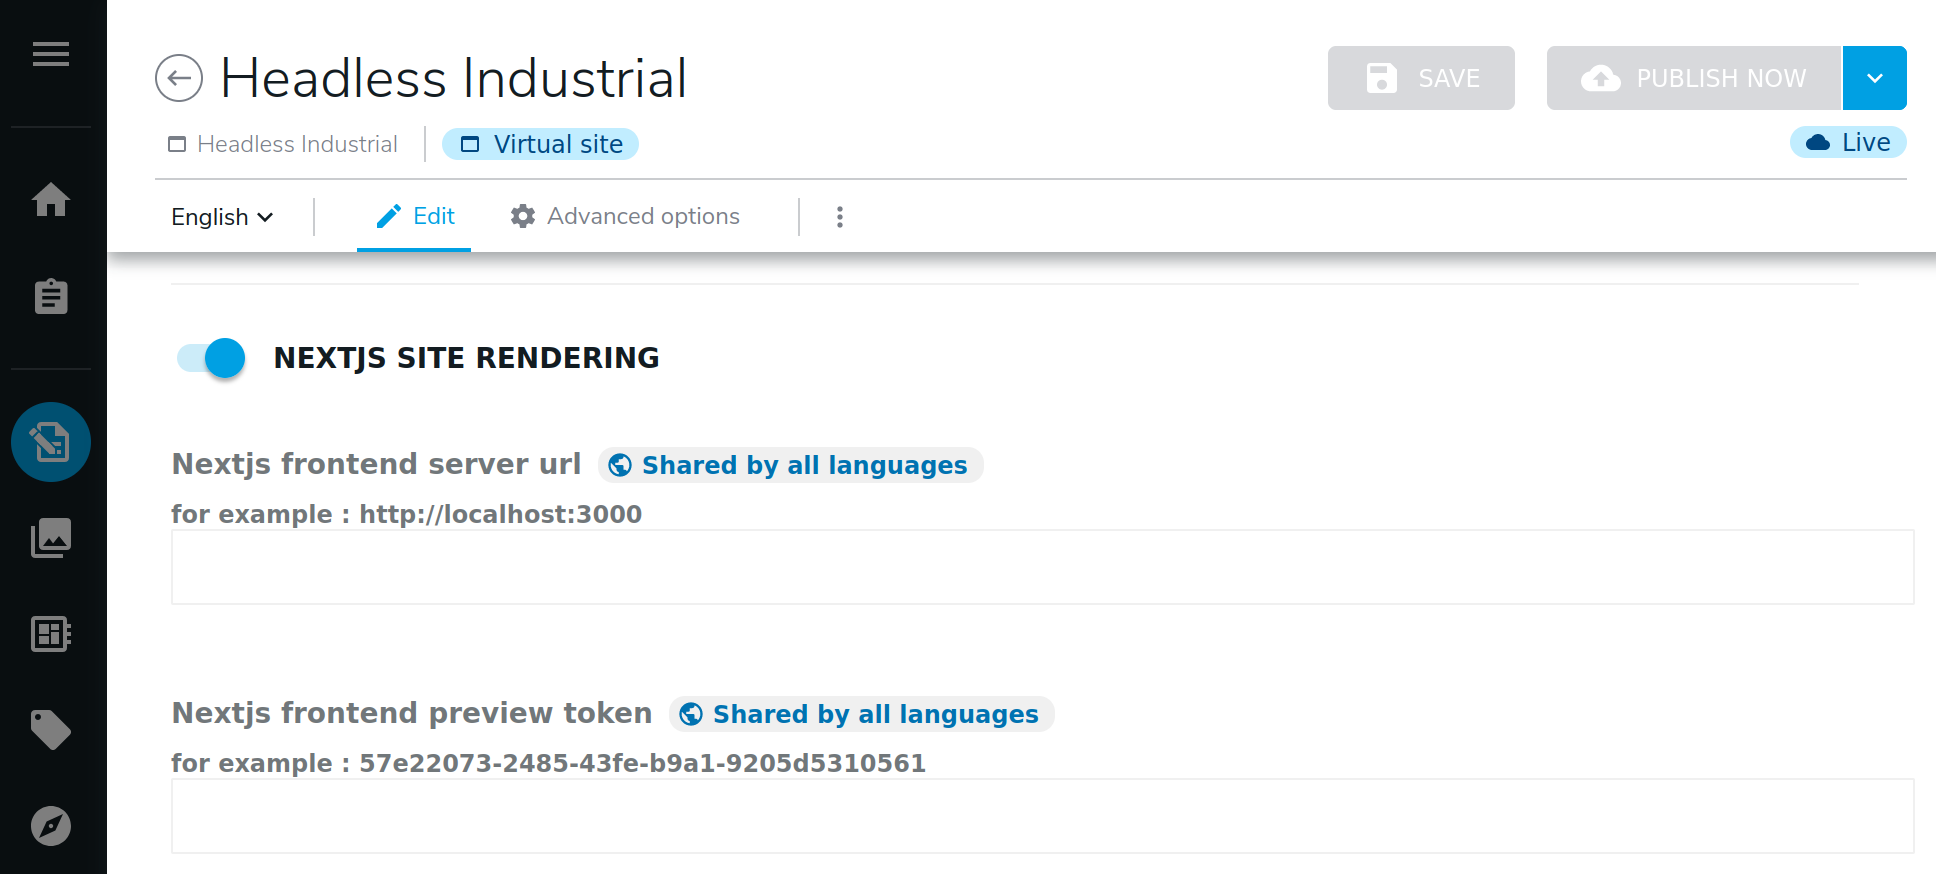 Headless Industrial
SAVE
PUBLISH NOW
Headless Industrial
Virtual site
Live
English
Edit
Advanced options
NEXTJS SITE RENDERING
Nextjs frontend server url
Shared by all languages
for example : http://localhost:3000
Nextjs frontend preview token
Shared by all languages
for example : 57e22073-2485-43fe-b9a1-9205d5310561